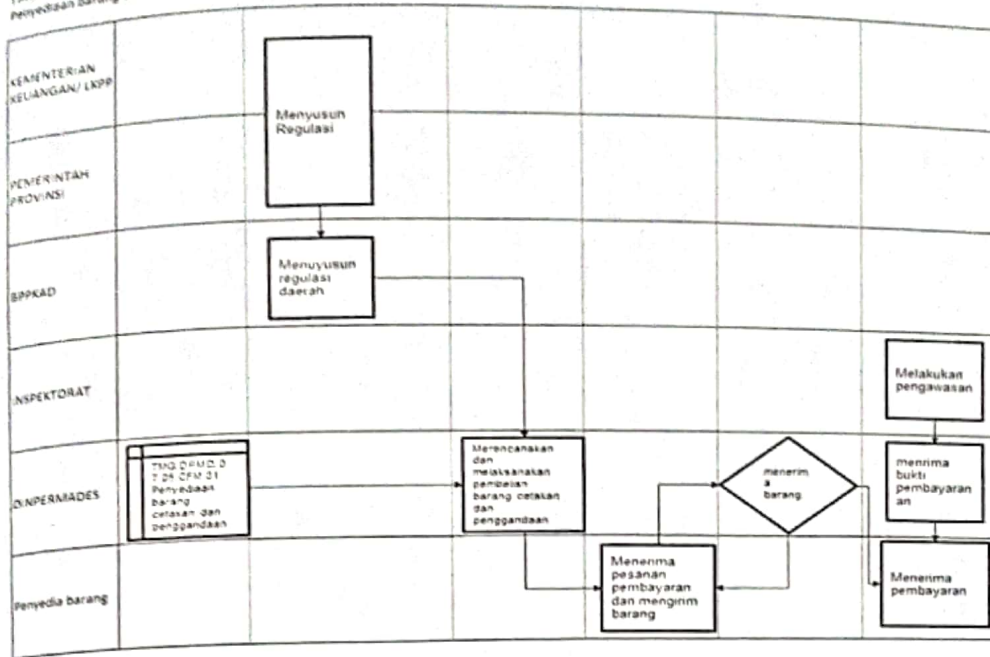 Penyediaan barang
KEMENTERIAN
KEUANGAN/ LKPP
Menyusun
Regulasi
PEMERINTAH
PROVINSI
BPPKAD
Menuyusun
regulasi
daerah
INSPEKTORAT
Melakukan
pengawasan
DINPERMADES
Penyediaan
barang
cetakan dan
penggandaan
Merencanakan
dan
melaksanakan
pembelian
barang cetakan
dan
penggandaan
menerim
a
barang
menrima
bukti
pembayaran
an
Penyedia barang
Menerima
pesanan
pembayaran
dan mengirim
barang
Menerima
pembayaran